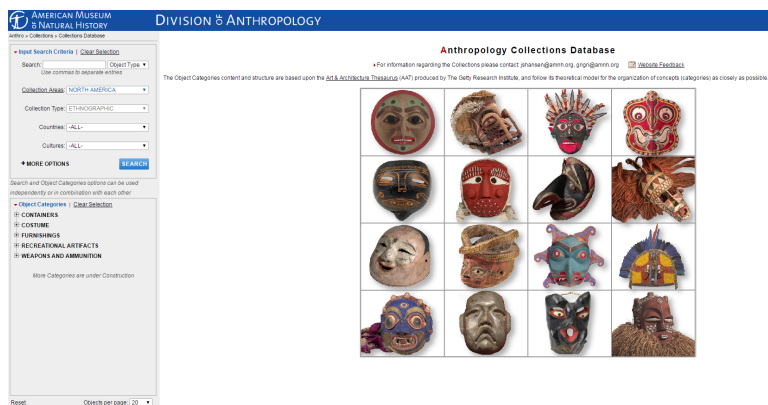 AMERICAN MUSEUM
& NATURAL HISTORY
DIVISION of ANTHROPOLOGY
Anthro » Collections » Collections Database
Input Search Criteria | Clear Selection
Search: Object Type
Use commas to separate entries
Collection Areas: NORTH AMERICA
Collection Type: ETHNOGRAPHIC
Countries: -ALL-
Cultures: -ALL-
+MORE OPTIONS SEARCH
Search and Object Categories options can be used
independently or in combination with each other
Object Categories | Clear Selection
CONTAINERS
COSTUME
FURNISHINGS
RECREATIONAL ARTIFACTS
WEAPONS AND AMMUNITION
More Categories are under Construction
Reset Objects per page: 20
Anthropology Collections Database
For information regarding the Collections please contact jshansen@amnh.org, gngri@amnh.org Website Feedback
The Object Categories content and structure are based upon the Art & Architecture Thesaurus (AAT) produced by The Getty Research Institute, and follow its theoretical model for the organization of concepts (categories) as closely as possible.